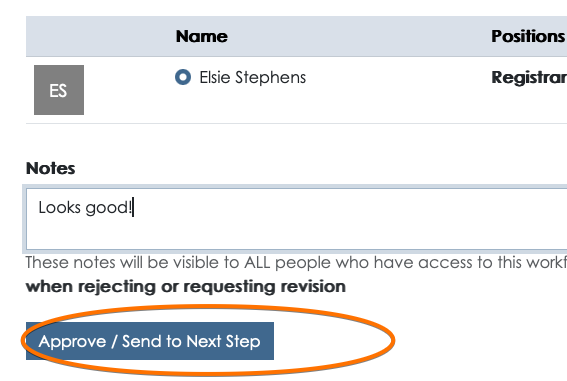 Name Positions
ES Elsie Stephens Registrar
Notes
Looks good!
These notes will be visible to ALL people who have access to this
when rejecting or requesting revision
Approve / Send to Next Step